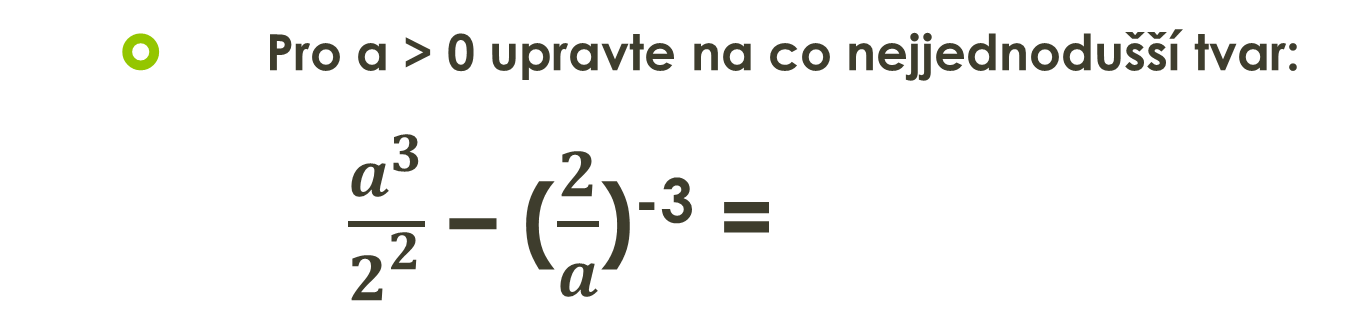 Pro a > 0 upravte na co nejjednodušší tvar:
a³/2² – (2/a)⁻³ =